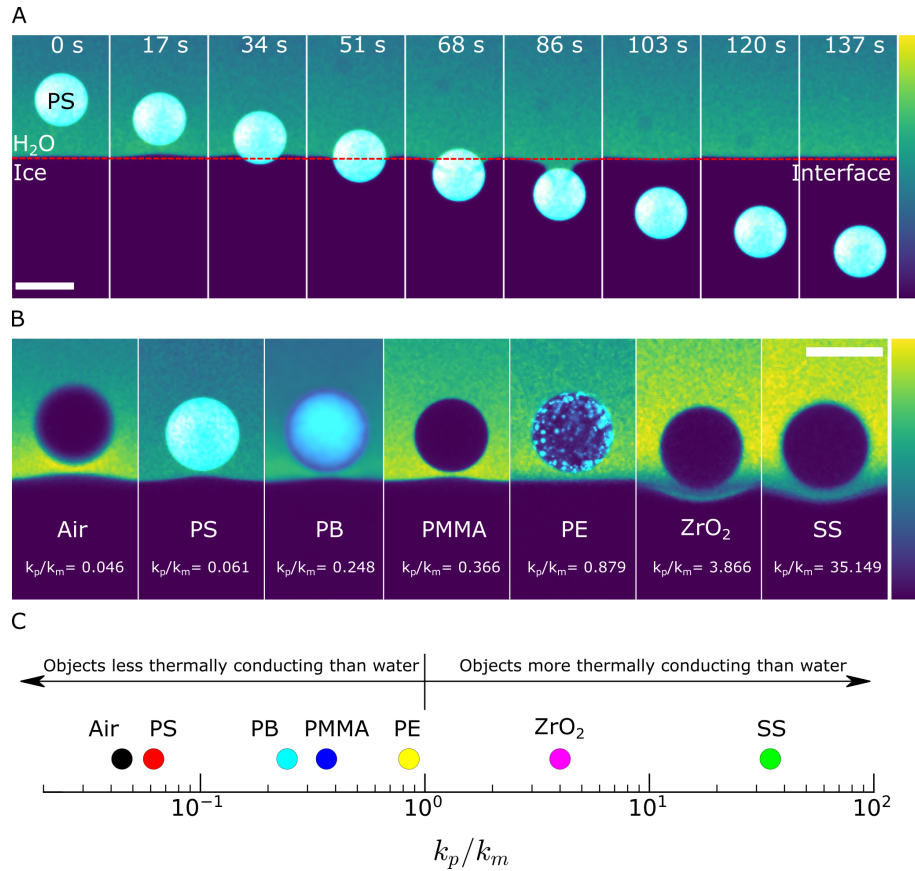 A
0 s 17 s 34 s 51 s 68 s 86 s 103 s 120 s 137 s
PS
H₂O
Ice Interface
B
Air PS PB PMMA PE ZrO₂ SS
kₚ/kₘ= 0.046 kₚ/kₘ= 0.061 kₚ/kₘ= 0.248 kₚ/kₘ= 0.366 kₚ/kₘ= 0.879 kₚ/kₘ= 3.866 kₚ/kₘ= 35.149
C
Objects less thermally conducting than water Objects more thermally conducting than water
Air PS PB PMMA PE ZrO₂ SS
10⁻¹ 10⁰ 10¹ 10²
kₚ/kₘ